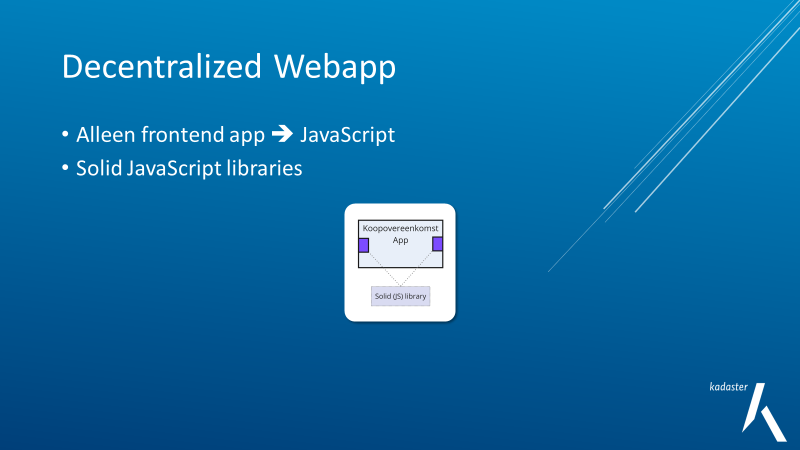 Decentralized Webapp
• Alleen frontend app ➔ JavaScript
• Solid JavaScript libraries
Koopovereenkomst
App
Solid (JS) library
kadaster